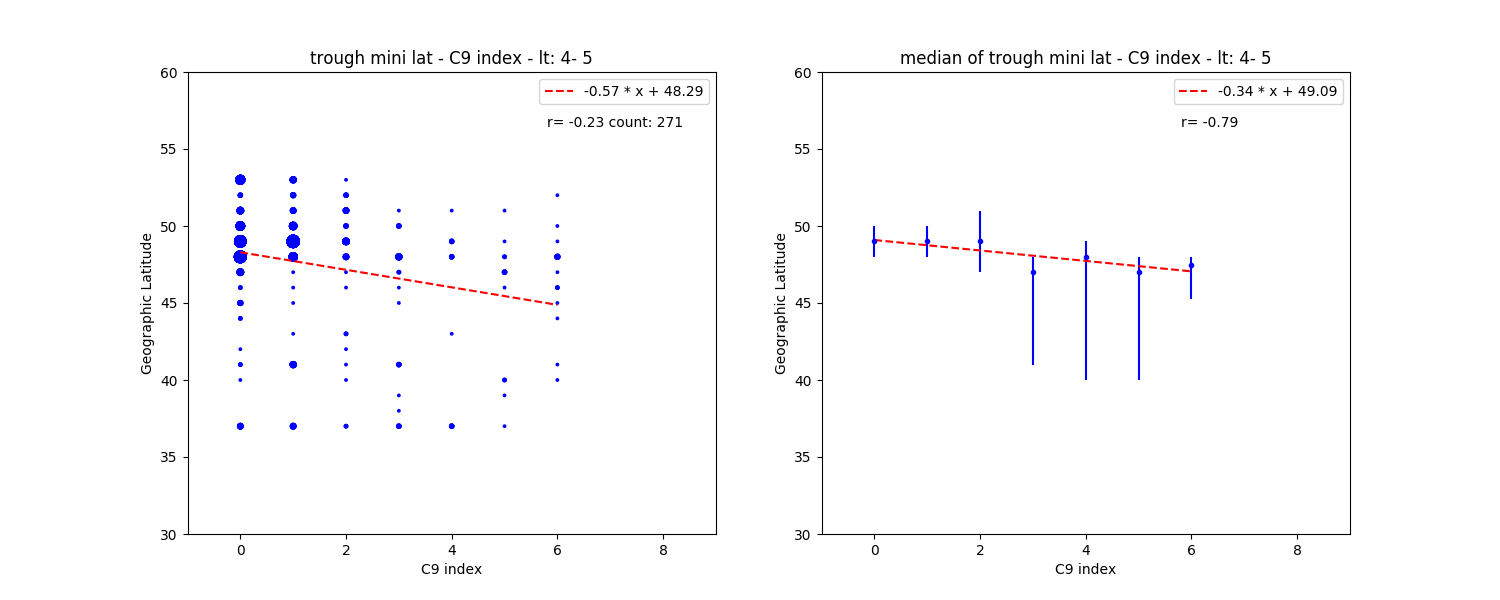 trough mini lat - C9 index - lt: 4- 5
60
55
50
45
40
35
30
Geographic Latitude
-0.57 * x + 48.29
r= -0.23 count: 271
0 2 4 6 8
C9 index
median of trough mini lat - C9 index - lt: 4- 5
60
55
50
45
40
35
30
Geographic Latitude
-0.34 * x + 49.09
r= -0.79
0 2 4 6 8
C9 index